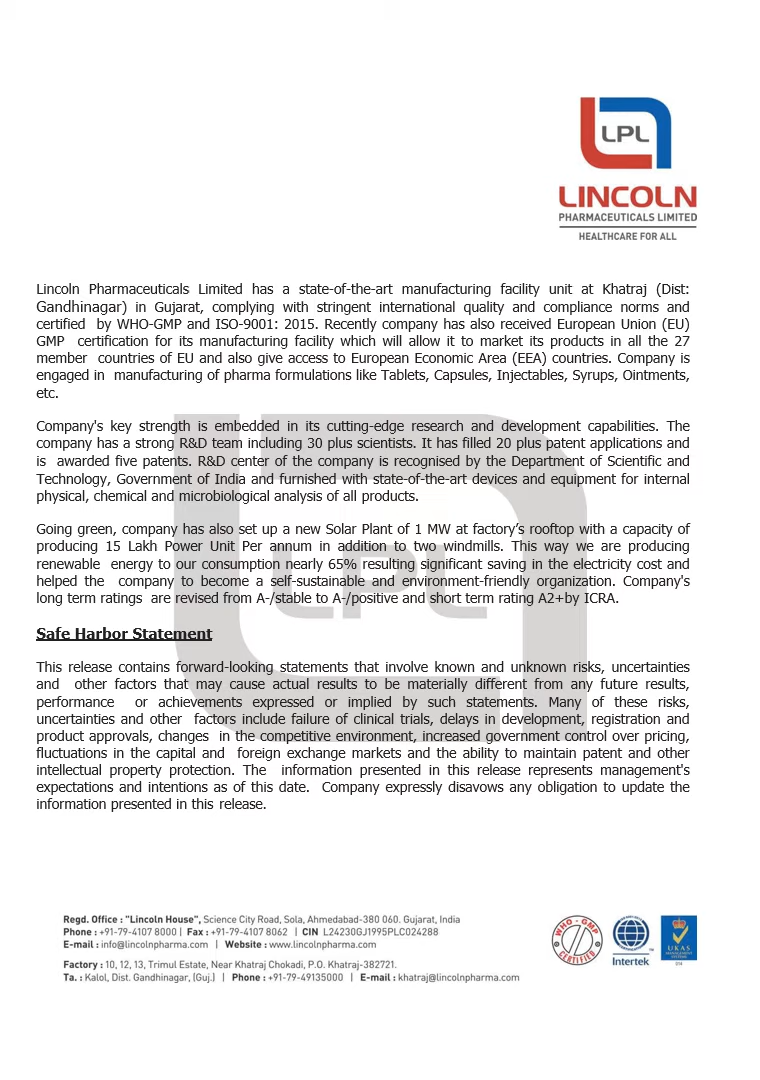 LPL
LINCOLN
PHARMACEUTICALS LIMITED
HEALTHCARE FOR ALL
Lincoln Pharmaceuticals Limited has a state-of-the-art manufacturing facility unit at Khatraj (Dist:
Gandhinagar) in Gujarat, complying with stringent international quality and compliance norms and
certified by WHO-GMP and ISO-9001: 2015. Recently company has also received European Union (EU)
GMP certification for its manufacturing facility which will allow it to market its products in all the 27
member countries of EU and also give access to European Economic Area (EEA) countries. Company is
engaged in manufacturing of pharma formulations like Tablets, Capsules, Injectables, Syrups, Ointments,
etc.
Company's key strength is embedded in its cutting-edge research and development capabilities. The
company has a strong R&D team including 30 plus scientists. It has filled 20 plus patent applications and
is awarded five patents. R&D center of the company is recognised by the Department of Scientific and
Technology, Government of India and furnished with state-of-the-art devices and equipment for internal
physical, chemical and microbiological analysis of all products.
Going green, company has also set up a new Solar Plant of 1 MW at factory’s rooftop with a capacity of
producing 15 Lakh Power Unit Per annum in addition to two windmills. This way we are producing
renewable energy to our consumption nearly 65% resulting significant saving in the electricity cost and
helped the company to become a self-sustainable and environment-friendly organization. Company's
long term ratings are revised from A-/stable to A-/positive and short term rating A2+by ICRA.
Safe Harbor Statement
This release contains forward-looking statements that involve known and unknown risks, uncertainties
and other factors that may cause actual results to be materially different from any future results,
performance or achievements expressed or implied by such statements. Many of these risks,
uncertainties and other factors include failure of clinical trials, delays in development, registration and
product approvals, changes in the competitive environment, increased government control over pricing,
fluctuations in the capital and foreign exchange markets and the ability to maintain patent and other
intellectual property protection. The information presented in this release represents management's
expectations and intentions as of this date. Company expressly disavows any obligation to update the
information presented in this release.
LPL
Regd. Office : "Lincoln House", Science City Road, Sola, Ahmedabad-380 060. Gujarat, India
Phone : +91-79-4107 8000 | Fax : +91-79-4107 8062 | CIN L24230GJ1995PLC024288
E-mail : info@lincolnpharma.com | Website : www.lincolnpharma.com
Factory : 10, 12, 13, Trimul Estate, Near Khatraj Chokadi, P.O. Khatraj-382721.
Ta. : Kalol, Dist. Gandhinagar, (Guj.) | Phone : +91-79-49135000 | E-mail : khatraj@lincolnpharma.com
WHO - GMP
CERTIFIED
Intertek
UKAS
MANAGEMENT
SYSTEMS
014